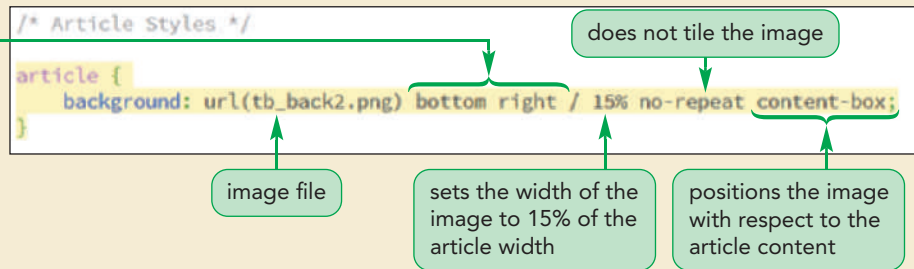 /* Article Styles */
does not tile the image
article {
background: url(tb_back2.png) bottom right / 15% no-repeat content-box;
}
image file
sets the width of the
image to 15% of the
article width
positions the image
with respect to the
article content